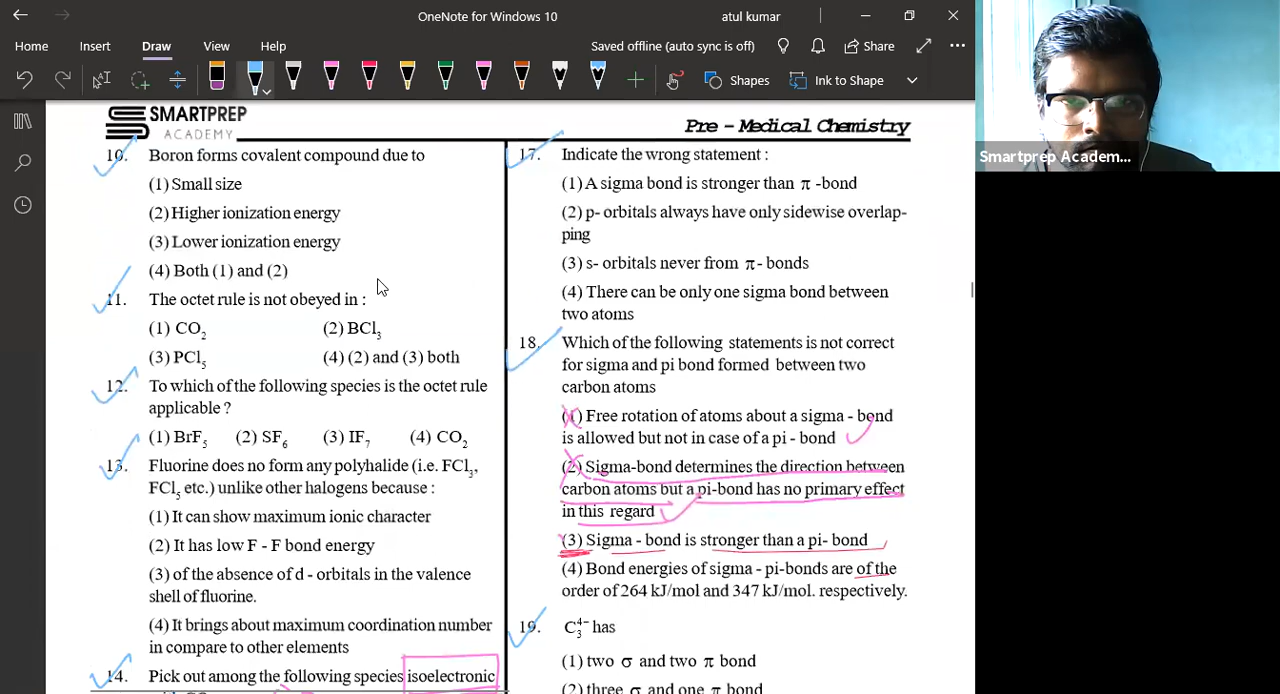 OneNote for Windows 10
atul kumar
Home Insert Draw View Help
Saved offline (auto sync is off)
Share
Shapes
Ink to Shape
SMARTPREP
ACADEMY
Pre - Medical Chemistry
10. Boron forms covalent compound due to
(1) Small size
(2) Higher ionization energy
(3) Lower ionization energy
(4) Both (1) and (2)
11. The octet rule is not obeyed in :
(1) CO₂ (2) BCl₃
(3) PCl₅ (4) (2) and (3) both
12. To which of the following species is the octet rule
applicable ?
(1) BrF₅ (2) SF₆ (3) IF₇ (4) CO₂
13. Fluorine does no form any polyhalide (i.e. FCl₃,
FCl₅ etc.) unlike other halogens because :
(1) It can show maximum ionic character
(2) It has low F - F bond energy
(3) of the absence of d - orbitals in the valence
shell of fluorine.
(4) It brings about maximum coordination number
in compare to other elements
14. Pick out among the following species isoelectronic
17. Indicate the wrong statement :
(1) A sigma bond is stronger than π -bond
(2) p- orbitals always have only sidewise overlap-
ping
(3) s- orbitals never from π- bonds
(4) There can be only one sigma bond between
two atoms
18. Which of the following statements is not correct
for sigma and pi bond formed between two
carbon atoms
(1) Free rotation of atoms about a sigma - bond
is allowed but not in case of a pi - bond
(2) Sigma-bond determines the direction between
carbon atoms but a pi-bond has no primary effect
in this regard
(3) Sigma - bond is stronger than a pi- bond
(4) Bond energies of sigma - pi-bonds are of the
order of 264 kJ/mol and 347 kJ/mol. respectively.
19. C₃⁴⁻ has
(1) two σ and two π bond
(2) three σ and one π bond
Smartprep Academ...